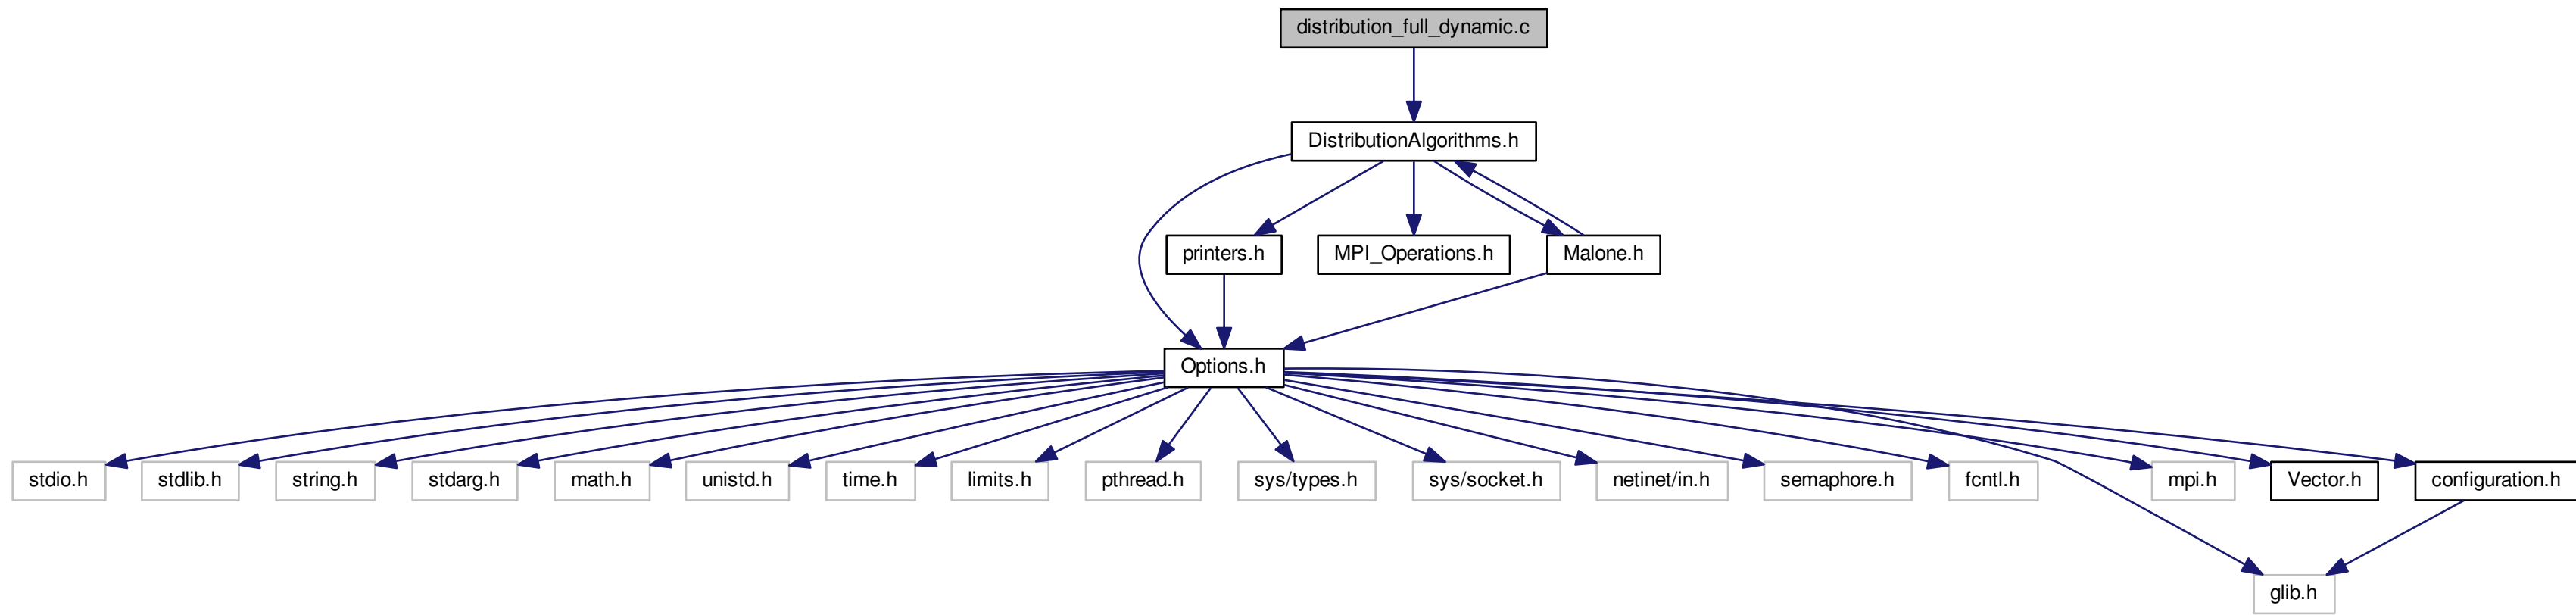 distribution_full_dynamic.c
DistributionAlgorithms.h
printers.h
MPI_Operations.h
Malone.h
Options.h
stdio.h
stdlib.h
string.h
stdarg.h
math.h
unistd.h
time.h
limits.h
pthread.h
sys/types.h
sys/socket.h
netinet/in.h
semaphore.h
fcntl.h
mpi.h
Vector.h
configuration.h
glib.h